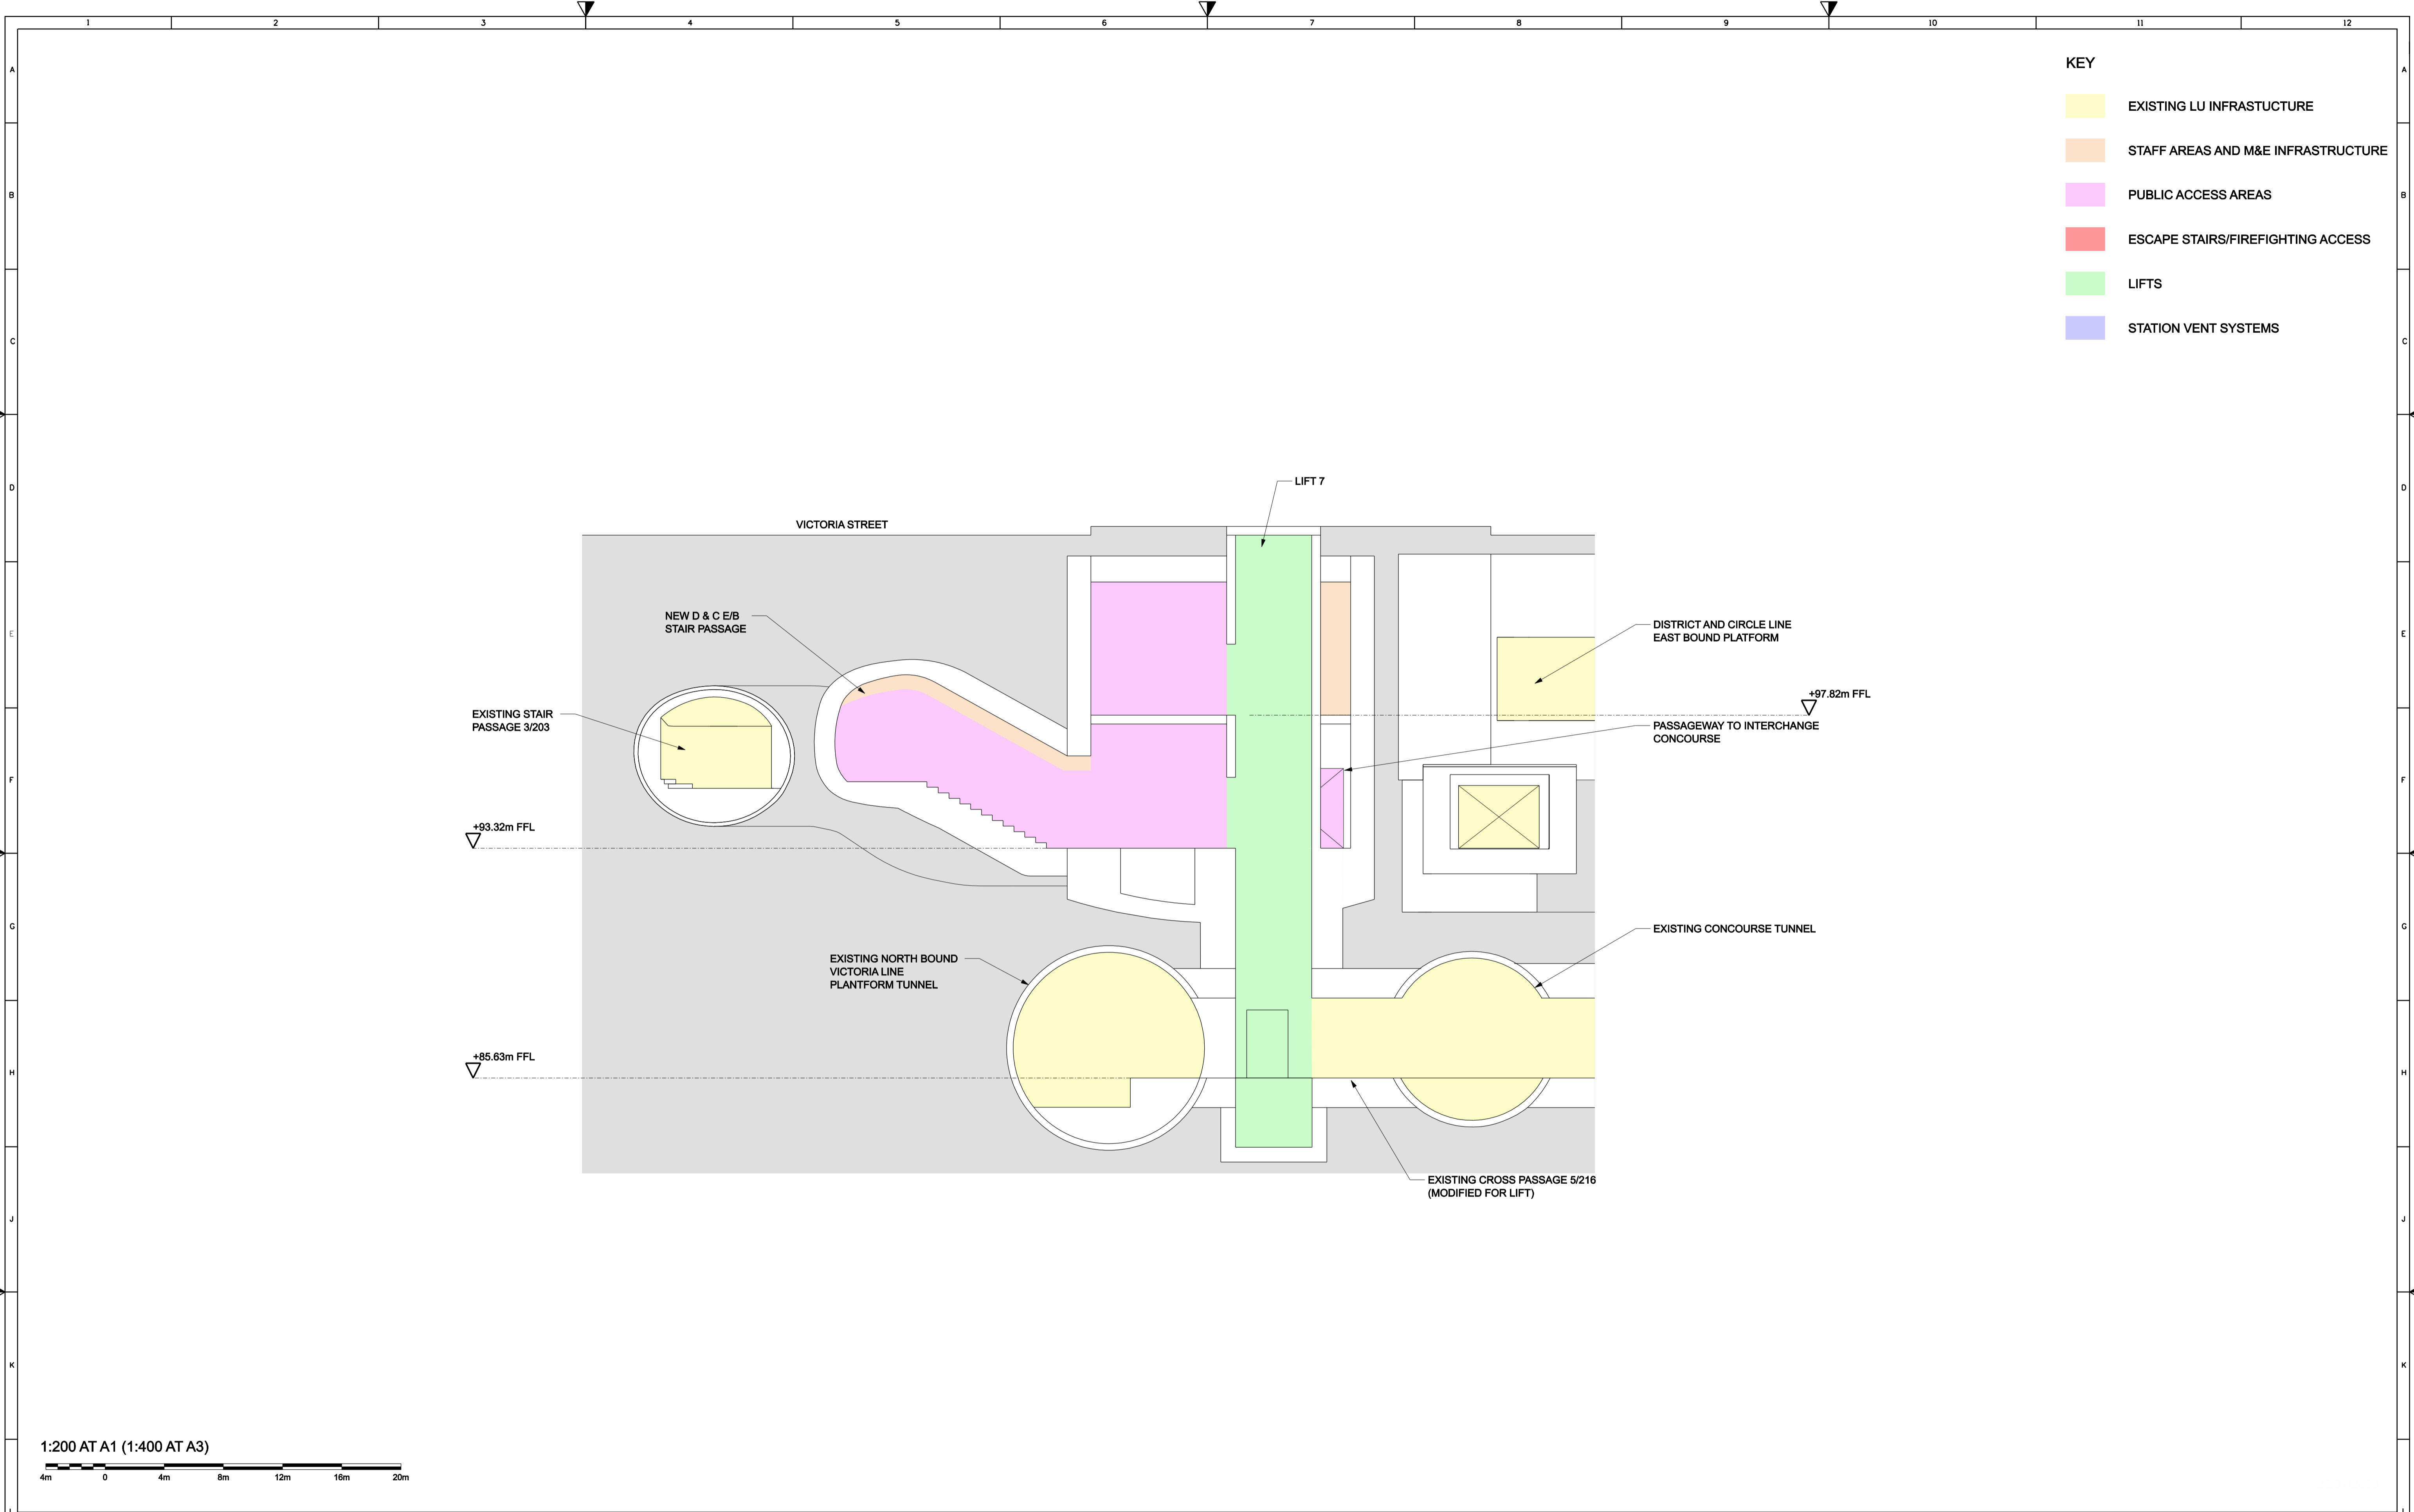 1 2 3 4 5 6 7 8 9 10 11 12
A A
B B
C C
D D
E E
F F
G G
H H
J J
K K
KEY
EXISTING LU INFRASTUCTURE
STAFF AREAS AND M&E INFRASTRUCTURE
PUBLIC ACCESS AREAS
ESCAPE STAIRS/FIREFIGHTING ACCESS
LIFTS
STATION VENT SYSTEMS
LIFT 7
VICTORIA STREET
NEW D & C E/B
STAIR PASSAGE
DISTRICT AND CIRCLE LINE
EAST BOUND PLATFORM
+97.82m FFL
EXISTING STAIR
PASSAGE 3/203
PASSAGEWAY TO INTERCHANGE
CONCOURSE
+93.32m FFL
EXISTING CONCOURSE TUNNEL
EXISTING NORTH BOUND
VICTORIA LINE
PLANTFORM TUNNEL
+85.63m FFL
EXISTING CROSS PASSAGE 5/216
(MODIFIED FOR LIFT)
1:200 AT A1 (1:400 AT A3)
4m 0 4m 8m 12m 16m 20m